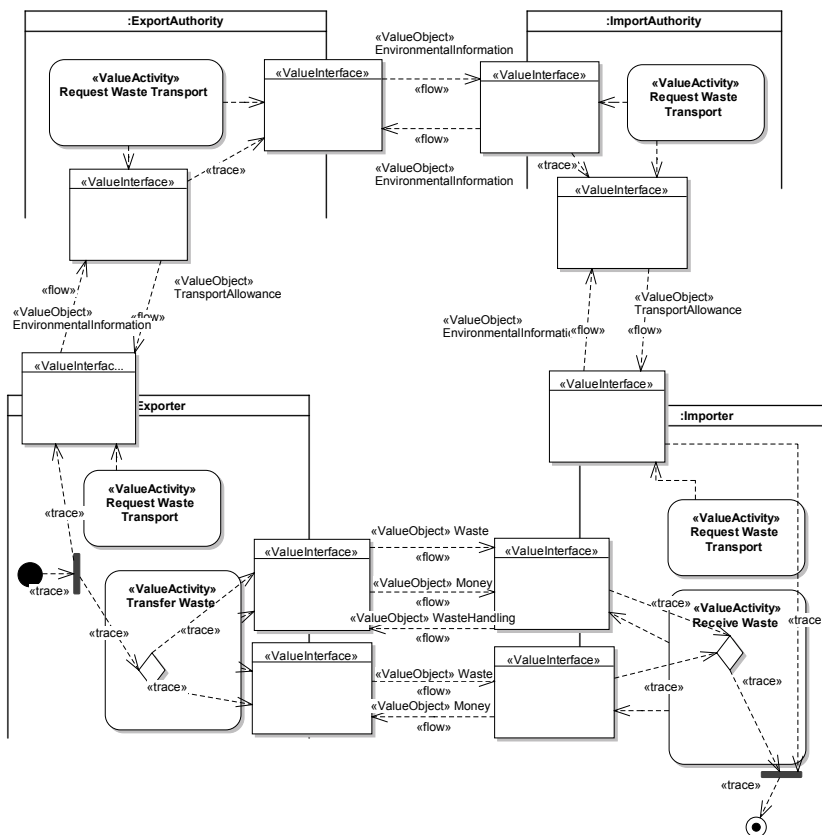 :ExportAuthority
:ImportAuthority
«ValueObject»
EnvironmentalInformation
«ValueActivity»
Request Waste Transport
«ValueInterface»
«flow»
«ValueInterface»
«ValueActivity»
Request Waste
Transport
«flow»
«trace»
«ValueObject»
EnvironmentalInformation
«trace»
«ValueInterface»
«ValueInterface»
«flow»
«ValueObject»
TransportAllowance
«ValueObject»
EnvironmentalInformation
«flow»
«ValueObject»
TransportAllowance
«ValueObject»
EnvironmentalInformati
«flow»
«flow»
«ValueInterfac...
«ValueInterface»
Exporter
:Importer
«ValueActivity»
Request Waste
Transport
«trace»
«ValueActivity»
Request Waste
Transport
«ValueObject» Waste
«flow»
«ValueInterface»
«ValueInterface»
«trace»
«ValueActivity»
Transfer Waste
«ValueObject» Money
«flow»
«trace»
«ValueActivity»
Receive Waste
«trace»
«ValueObject» WasteHandling
«flow»
«trace»
«trace»
«ValueInterface»
«ValueInterface»
«ValueObject» Waste
«flow»
«trace»
«trace»
«ValueObject» Money
«flow»
«trace»
«trace»